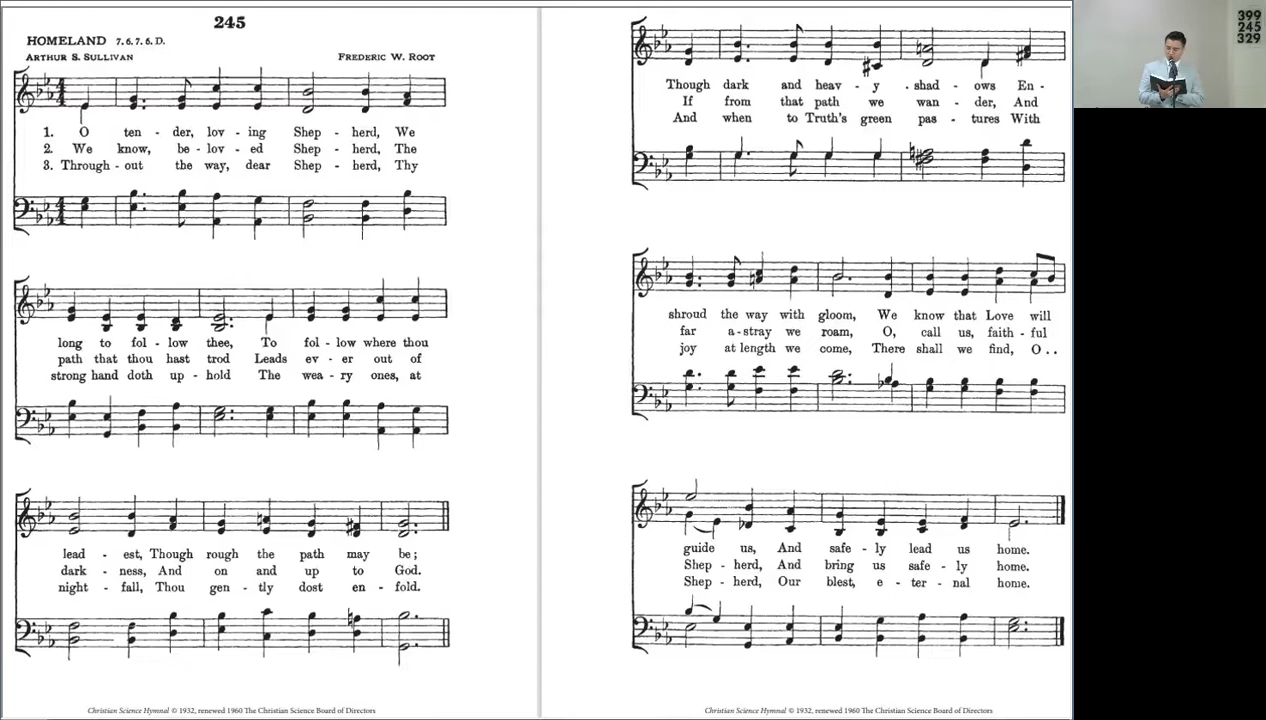 245
HOMELAND 7. 6. 7. 6. D.
ARTHUR S. SULLIVAN FREDERIC W. ROOT
1. O ten - der, lov - ing Shep - herd, We
2. We know, be - lov - ed Shep - herd, The
3. Through - out the way, dear Shep - herd, Thy
long to fol - low thee, To fol - low where thou
path that thou hast trod Leads ev - er out of
strong hand doth up - hold The wea - ry ones, at
lead - est, Though rough the path may be;
dark - ness, And on and up to God.
night - fall, Thou gen - tly dost en - fold.
Christian Science Hymnal © 1932, renewed 1960 The Christian Science Board of Directors
Though dark and heav - y shad - ows En -
If from that path we wan - der, And
And when to Truth's green pas - tures With
shroud the way with gloom, We know that Love will
far a - stray we roam, O, call us, faith - ful
joy at length we come, There shall we find, O . .
guide us, And safe - ly lead us home.
Shep - herd, And bring us safe - ly home.
Shep - herd, Our blest, e - ter - nal home.
Christian Science Hymnal © 1932, renewed 1960 The Christian Science Board of Directors
399
245
329